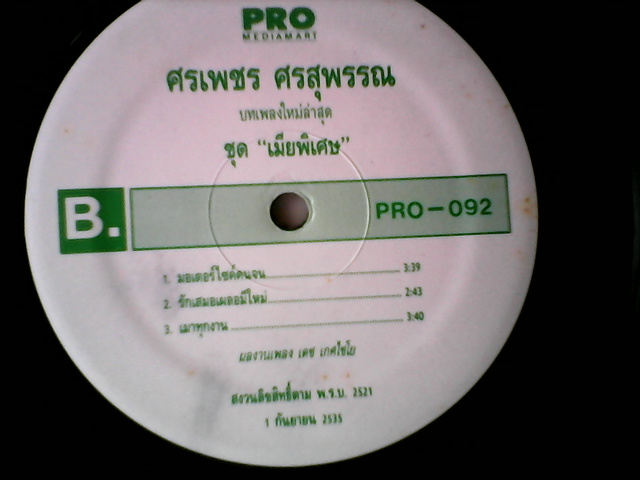 PRO
MEDIAMART
ศรเพชร ศรสุพรรณ
บทเพลงใหม่ล่าสุด
ชุด “เมียพิเศษ”
B.
PRO-092
1. มอเตอร์ไซค์คนจน 3:39
2. รักเสมอเผลอมีใหม่ 2:43
3. เมาทุกงาน 3:40
ผลงานเพลง เดช เกศไชโย
สงวนลิขสิทธิ์ตาม พ.ร.บ. 2521
1 กันยายน 2535